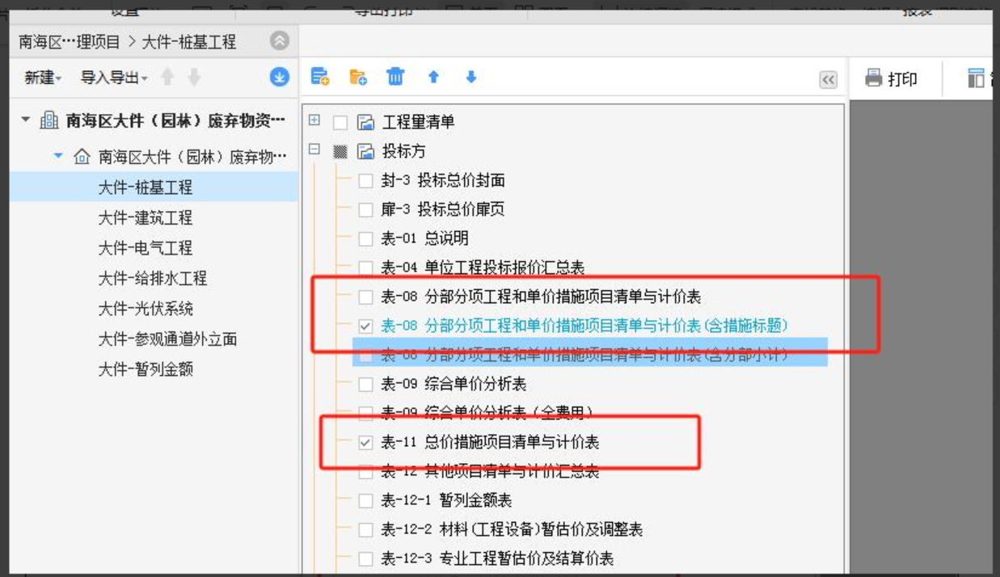 南海区…理项目 > 大件-桩基工程
新建 导入导出
打印
南海区大件（园林）废弃物资…
南海区大件（园林）废弃物…
大件-桩基工程
大件-建筑工程
大件-电气工程
大件-给排水工程
大件-光伏系统
大件-参观通道外立面
大件-暂列金额
工程量清单
投标方
封-3 投标总价封面
扉-3 投标总价扉页
表-01 总说明
表-04 单位工程投标报价汇总表
表-08 分部分项工程和单价措施项目清单与计价表
表-08 分部分项工程和单价措施项目清单与计价表(含措施标题)
表-08 分部分项工程和单价措施项目清单与计价表(含分部小计)
表-09 综合单价分析表
表-09 综合单价分析表（全费用）
表-11 总价措施项目清单与计价表
表-12 其他项目清单与计价汇总表
表-12-1 暂列金额表
表-12-2 材料(工程设备)暂估价及调整表
表-12-3 专业工程暂估价及结算价表